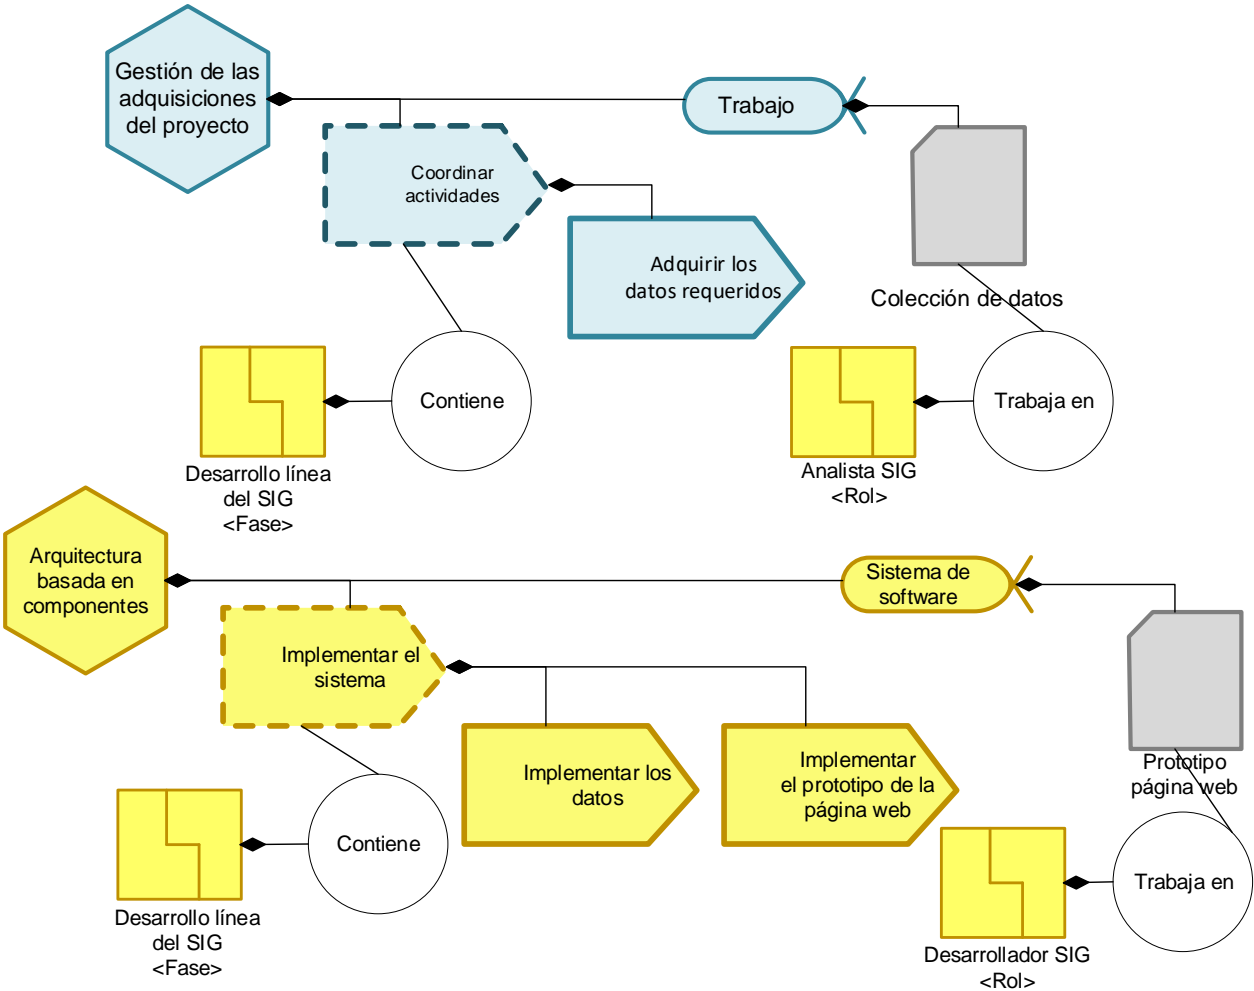 Gestión de las
adquisiciones
del proyecto
Trabajo
Coordinar
actividades
Adquirir los
datos requeridos
Colección de datos
Contiene
Trabaja en
Desarrollo línea
del SIG
<Fase>
Analista SIG
<Rol>
Arquitectura
basada en
componentes
Sistema de
software
Implementar el
sistema
Implementar los
datos
Implementar
el prototipo de la
página web
Prototipo
página web
Contiene
Trabaja en
Desarrollo línea
del SIG
<Fase>
Desarrollador SIG
<Rol>